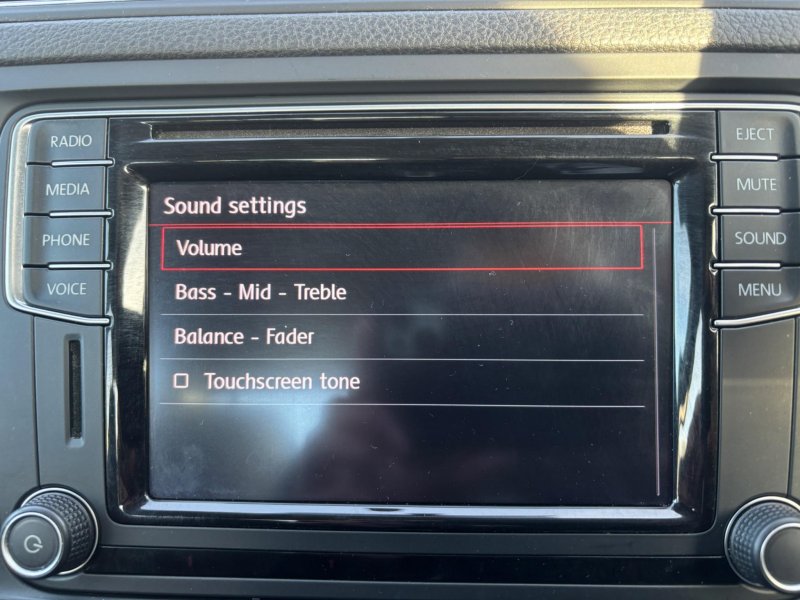 RADIO
MEDIA
PHONE
VOICE
Sound settings
Volume
Bass - Mid - Treble
Balance - Fader
Touchscreen tone
EJECT
MUTE
SOUND
MENU